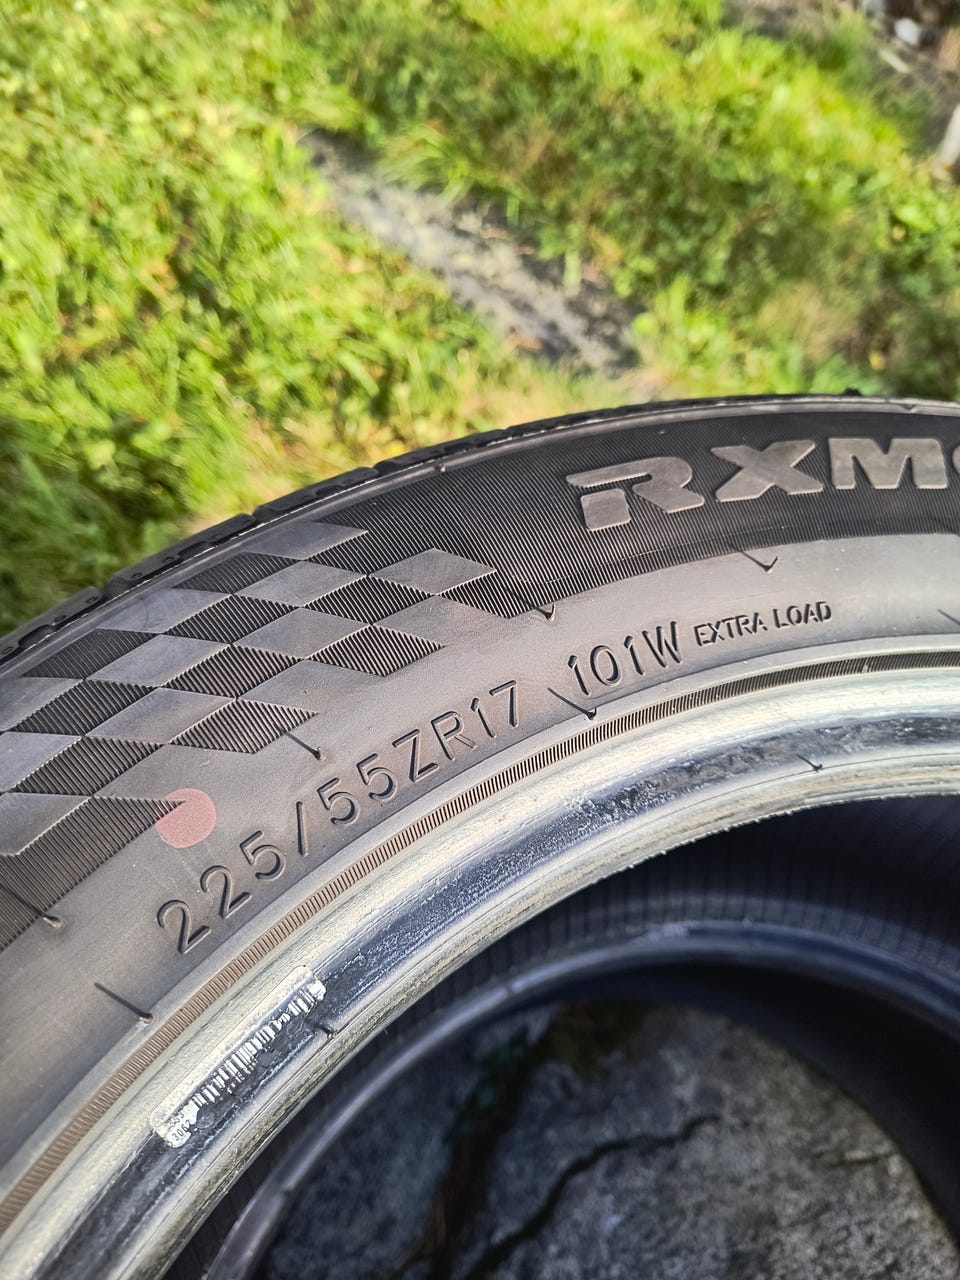 RXM
225/55ZR17 101W EXTRA LOAD